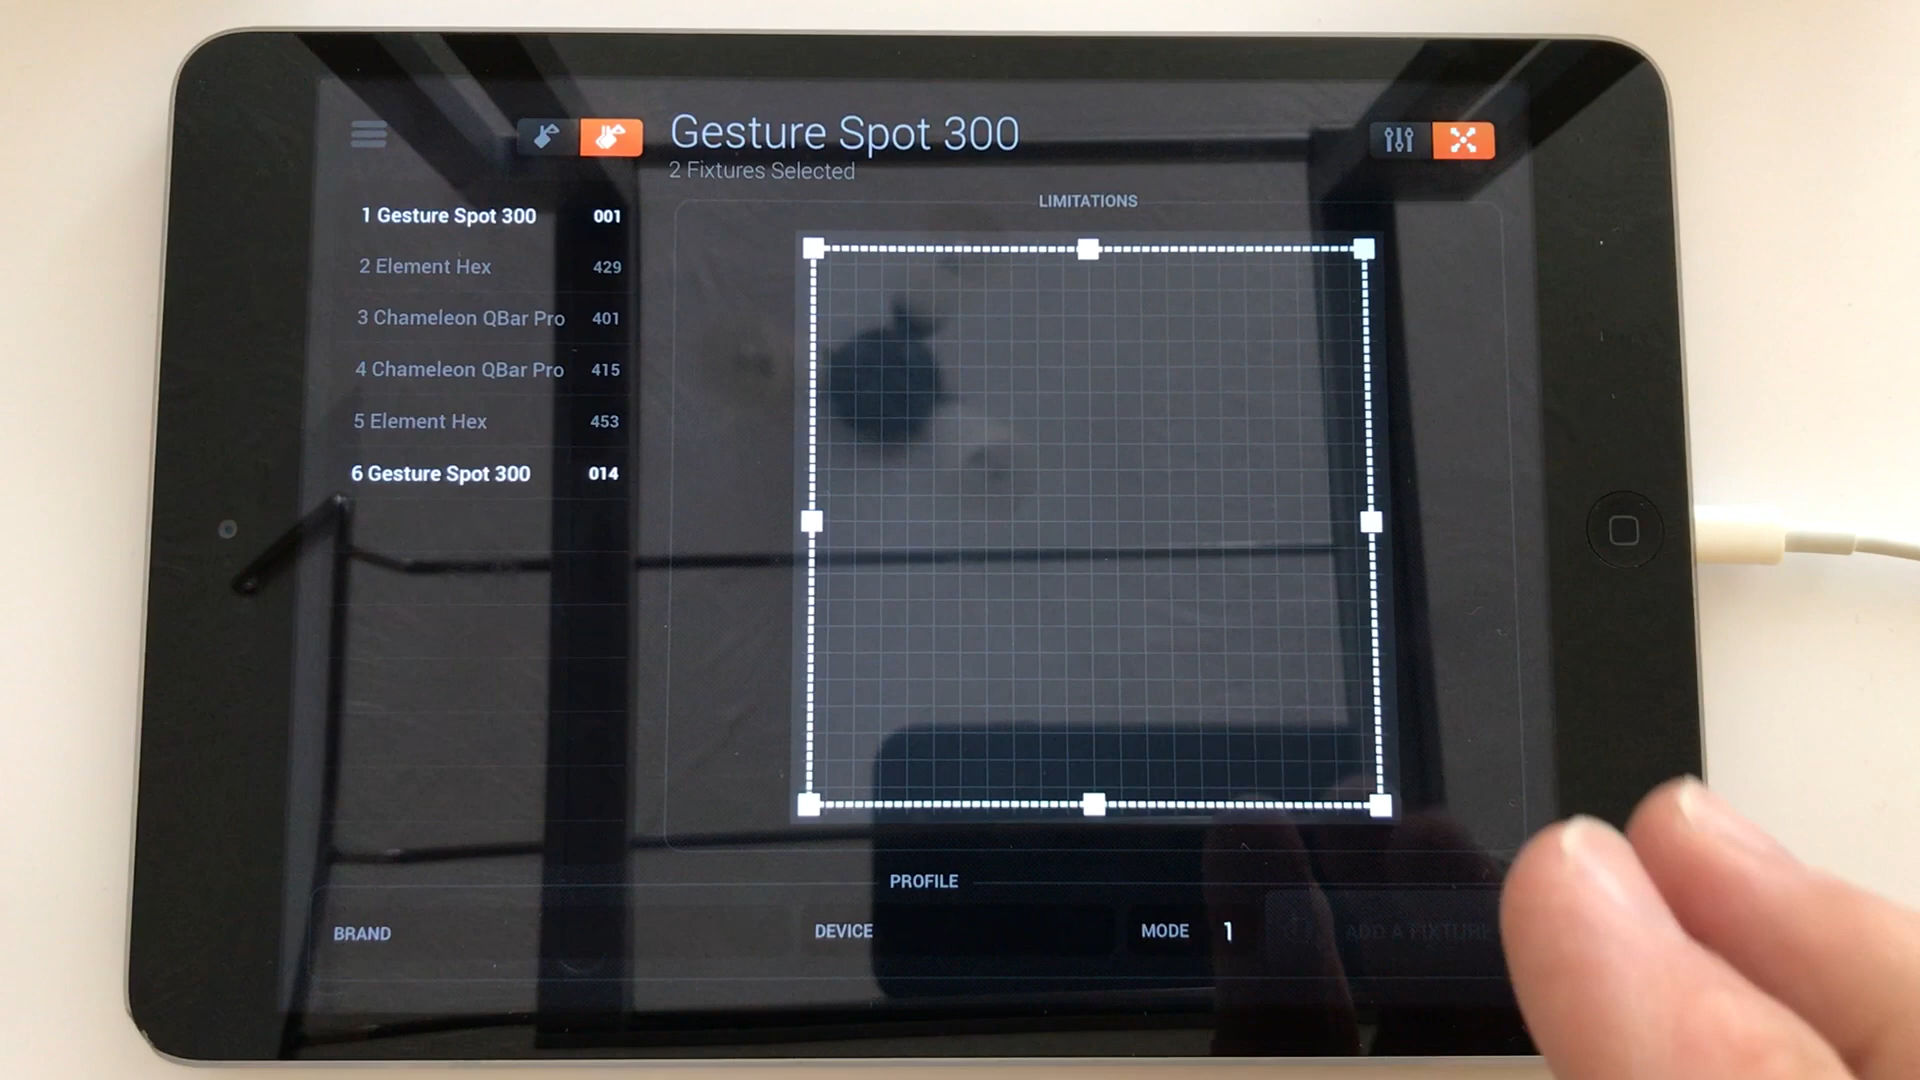 Gesture Spot 300
2 Fixtures Selected
1 Gesture Spot 300 001
2 Element Hex 429
3 Chameleon QBar Pro 401
4 Chameleon QBar Pro 415
5 Element Hex 453
6 Gesture Spot 300 014
LIMITATIONS
PROFILE
BRAND
DEVICE
MODE 1
ADD A FIXTURE